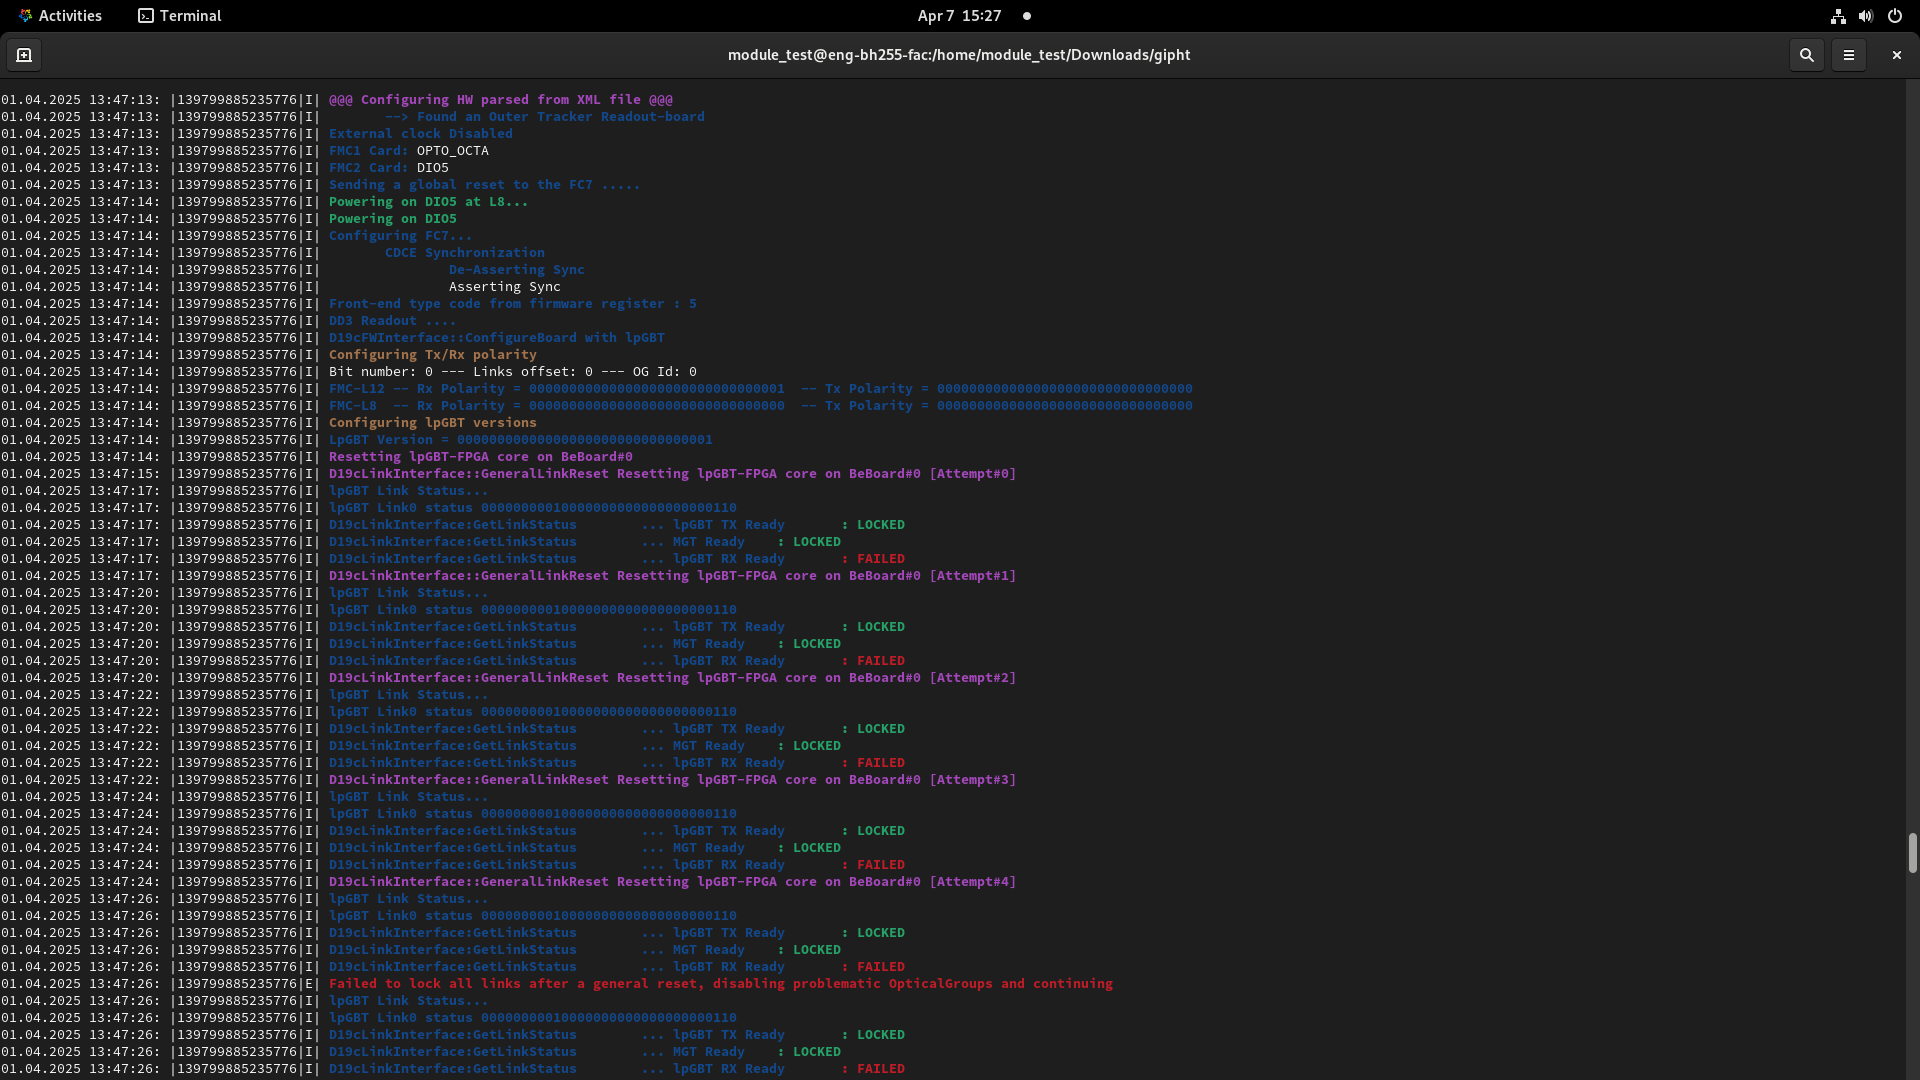 Activities
Terminal
Apr 7 15:27
module_test@eng-bh255-fac:/home/module_test/Downloads/gipht
01.04.2025 13:47:13: |139799885235776|I| @@@ Configuring HW parsed from XML file @@@
01.04.2025 13:47:13: |139799885235776|I| --> Found an Outer Tracker Readout-board
01.04.2025 13:47:13: |139799885235776|I| External clock Disabled
01.04.2025 13:47:13: |139799885235776|I| FMC1 Card: OPTO_OCTA
01.04.2025 13:47:13: |139799885235776|I| FMC2 Card: DIO5
01.04.2025 13:47:13: |139799885235776|I| Sending a global reset to the FC7 .....
01.04.2025 13:47:14: |139799885235776|I| Powering on DIO5 at L8...
01.04.2025 13:47:14: |139799885235776|I| Powering on DIO5
01.04.2025 13:47:14: |139799885235776|I| Configuring FC7...
01.04.2025 13:47:14: |139799885235776|I| CDCE Synchronization
01.04.2025 13:47:14: |139799885235776|I| De-Asserting Sync
01.04.2025 13:47:14: |139799885235776|I| Asserting Sync
01.04.2025 13:47:14: |139799885235776|I| Front-end type code from firmware register : 5
01.04.2025 13:47:14: |139799885235776|I| DD3 Readout ....
01.04.2025 13:47:14: |139799885235776|I| D19cFWInterface::ConfigureBoard with lpGBT
01.04.2025 13:47:14: |139799885235776|I| Configuring Tx/Rx polarity
01.04.2025 13:47:14: |139799885235776|I| Bit number: 0 --- Links offset: 0 --- OG Id: 0
01.04.2025 13:47:14: |139799885235776|I| FMC-L12 -- Rx Polarity = 00000000000000000000000000000001 -- Tx Polarity = 00000000000000000000000000000000
01.04.2025 13:47:14: |139799885235776|I| FMC-L8 -- Rx Polarity = 00000000000000000000000000000000 -- Tx Polarity = 00000000000000000000000000000000
01.04.2025 13:47:14: |139799885235776|I| Configuring lpGBT versions
01.04.2025 13:47:14: |139799885235776|I| LpGBT Version = 00000000000000000000000000000001
01.04.2025 13:47:14: |139799885235776|I| Resetting lpGBT-FPGA core on BeBoard#0
01.04.2025 13:47:15: |139799885235776|I| D19cLinkInterface::GeneralLinkReset Resetting lpGBT-FPGA core on BeBoard#0 [Attempt#0]
01.04.2025 13:47:17: |139799885235776|I| lpGBT Link Status...
01.04.2025 13:47:17: |139799885235776|I| lpGBT Link0 status 00000000010000000000000000000110
01.04.2025 13:47:17: |139799885235776|I| D19cLinkInterface:GetLinkStatus ... lpGBT TX Ready : LOCKED
01.04.2025 13:47:17: |139799885235776|I| D19cLinkInterface:GetLinkStatus ... MGT Ready : LOCKED
01.04.2025 13:47:17: |139799885235776|I| D19cLinkInterface:GetLinkStatus ... lpGBT RX Ready : FAILED
01.04.2025 13:47:17: |139799885235776|I| D19cLinkInterface::GeneralLinkReset Resetting lpGBT-FPGA core on BeBoard#0 [Attempt#1]
01.04.2025 13:47:20: |139799885235776|I| lpGBT Link Status...
01.04.2025 13:47:20: |139799885235776|I| lpGBT Link0 status 00000000010000000000000000000110
01.04.2025 13:47:20: |139799885235776|I| D19cLinkInterface:GetLinkStatus ... lpGBT TX Ready : LOCKED
01.04.2025 13:47:20: |139799885235776|I| D19cLinkInterface:GetLinkStatus ... MGT Ready : LOCKED
01.04.2025 13:47:20: |139799885235776|I| D19cLinkInterface:GetLinkStatus ... lpGBT RX Ready : FAILED
01.04.2025 13:47:20: |139799885235776|I| D19cLinkInterface::GeneralLinkReset Resetting lpGBT-FPGA core on BeBoard#0 [Attempt#2]
01.04.2025 13:47:22: |139799885235776|I| lpGBT Link Status...
01.04.2025 13:47:22: |139799885235776|I| lpGBT Link0 status 00000000010000000000000000000110
01.04.2025 13:47:22: |139799885235776|I| D19cLinkInterface:GetLinkStatus ... lpGBT TX Ready : LOCKED
01.04.2025 13:47:22: |139799885235776|I| D19cLinkInterface:GetLinkStatus ... MGT Ready : LOCKED
01.04.2025 13:47:22: |139799885235776|I| D19cLinkInterface:GetLinkStatus ... lpGBT RX Ready : FAILED
01.04.2025 13:47:22: |139799885235776|I| D19cLinkInterface::GeneralLinkReset Resetting lpGBT-FPGA core on BeBoard#0 [Attempt#3]
01.04.2025 13:47:24: |139799885235776|I| lpGBT Link Status...
01.04.2025 13:47:24: |139799885235776|I| lpGBT Link0 status 00000000010000000000000000000110
01.04.2025 13:47:24: |139799885235776|I| D19cLinkInterface:GetLinkStatus ... lpGBT TX Ready : LOCKED
01.04.2025 13:47:24: |139799885235776|I| D19cLinkInterface:GetLinkStatus ... MGT Ready : LOCKED
01.04.2025 13:47:24: |139799885235776|I| D19cLinkInterface:GetLinkStatus ... lpGBT RX Ready : FAILED
01.04.2025 13:47:24: |139799885235776|I| D19cLinkInterface::GeneralLinkReset Resetting lpGBT-FPGA core on BeBoard#0 [Attempt#4]
01.04.2025 13:47:26: |139799885235776|I| lpGBT Link Status...
01.04.2025 13:47:26: |139799885235776|I| lpGBT Link0 status 00000000010000000000000000000110
01.04.2025 13:47:26: |139799885235776|I| D19cLinkInterface:GetLinkStatus ... lpGBT TX Ready : LOCKED
01.04.2025 13:47:26: |139799885235776|I| D19cLinkInterface:GetLinkStatus ... MGT Ready : LOCKED
01.04.2025 13:47:26: |139799885235776|I| D19cLinkInterface:GetLinkStatus ... lpGBT RX Ready : FAILED
01.04.2025 13:47:26: |139799885235776|E| Failed to lock all links after a general reset, disabling problematic OpticalGroups and continuing
01.04.2025 13:47:26: |139799885235776|I| lpGBT Link Status...
01.04.2025 13:47:26: |139799885235776|I| lpGBT Link0 status 00000000010000000000000000000110
01.04.2025 13:47:26: |139799885235776|I| D19cLinkInterface:GetLinkStatus ... lpGBT TX Ready : LOCKED
01.04.2025 13:47:26: |139799885235776|I| D19cLinkInterface:GetLinkStatus ... MGT Ready : LOCKED
01.04.2025 13:47:26: |139799885235776|I| D19cLinkInterface:GetLinkStatus ... lpGBT RX Ready : FAILED